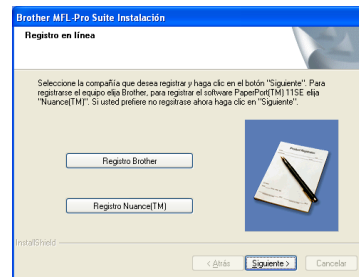 Brother MFL-Pro Suite Instalación
Registro en línea
Seleccione la compañía que desea registrar y haga clic en el botón "Siguiente". Para
registrarse el equipo elija Brother, para registrar el software PaperPort(TM) 11SE elija
"Nuance(TM)". Si usted prefiere no regsitrase ahora haga clic en "Siguiente".
Registro Brother
Registro Nuance(TM)
InstallShield
< Atrás Siguiente > Cancelar